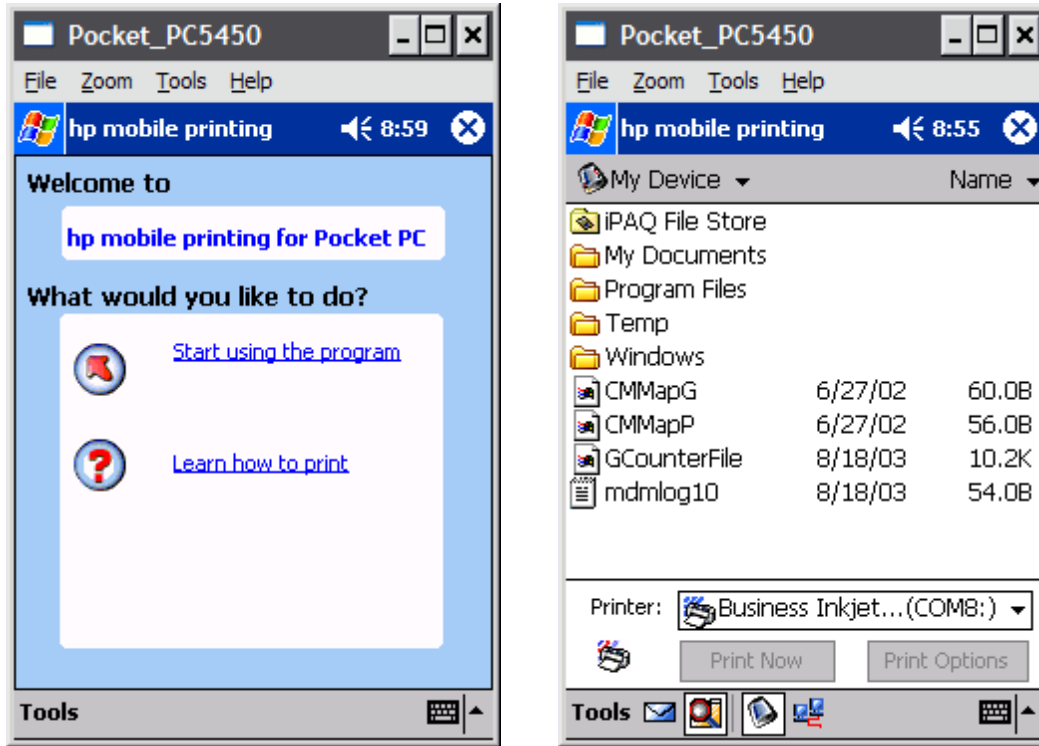 Pocket_PC5450
File Zoom Tools Help
hp mobile printing 8:59
Welcome to
hp mobile printing for Pocket PC
What would you like to do?
Start using the program
Learn how to print
Tools
Pocket_PC5450
File Zoom Tools Help
hp mobile printing 8:55
My Device Name
iPAQ File Store
My Documents
Program Files
Temp
Windows
CMMapG 6/27/02 60.0B
CMMapP 6/27/02 56.0B
GCounterFile 8/18/03 10.2K
mdmlog10 8/18/03 54.0B
Printer: Business Inkjet...(COM8:)
Print Now Print Options
Tools